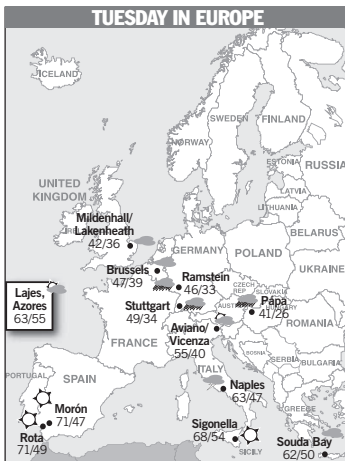 TUESDAY IN EUROPE
ICELAND
SWEDEN
FINLAND
NORWAY
ESTONIA
RUSSIA
LATVIA
LITHUANIA
UNITED
KINGDOM
BELARUS
Mildenhall/
Lakenheath
42/36
GERMANY
POLAND
Brussels
47/39
Ramstein
46/33
UKRAINE
CZECH
REP
SLOVAKIA
Lajes,
Azores
63/55
Stuttgart
49/34
Pápa
41/26
ROMANIA
Aviano/
Vicenza
55/40
FRANCE
BOSNIA
SERBIA
BULGARIA
ITALY
PORTUGAL
SPAIN
Naples
63/47
Morón
71/47
GREECE
Sigonella
68/54
Rota
71/49
SICILY
Souda Bay
62/50